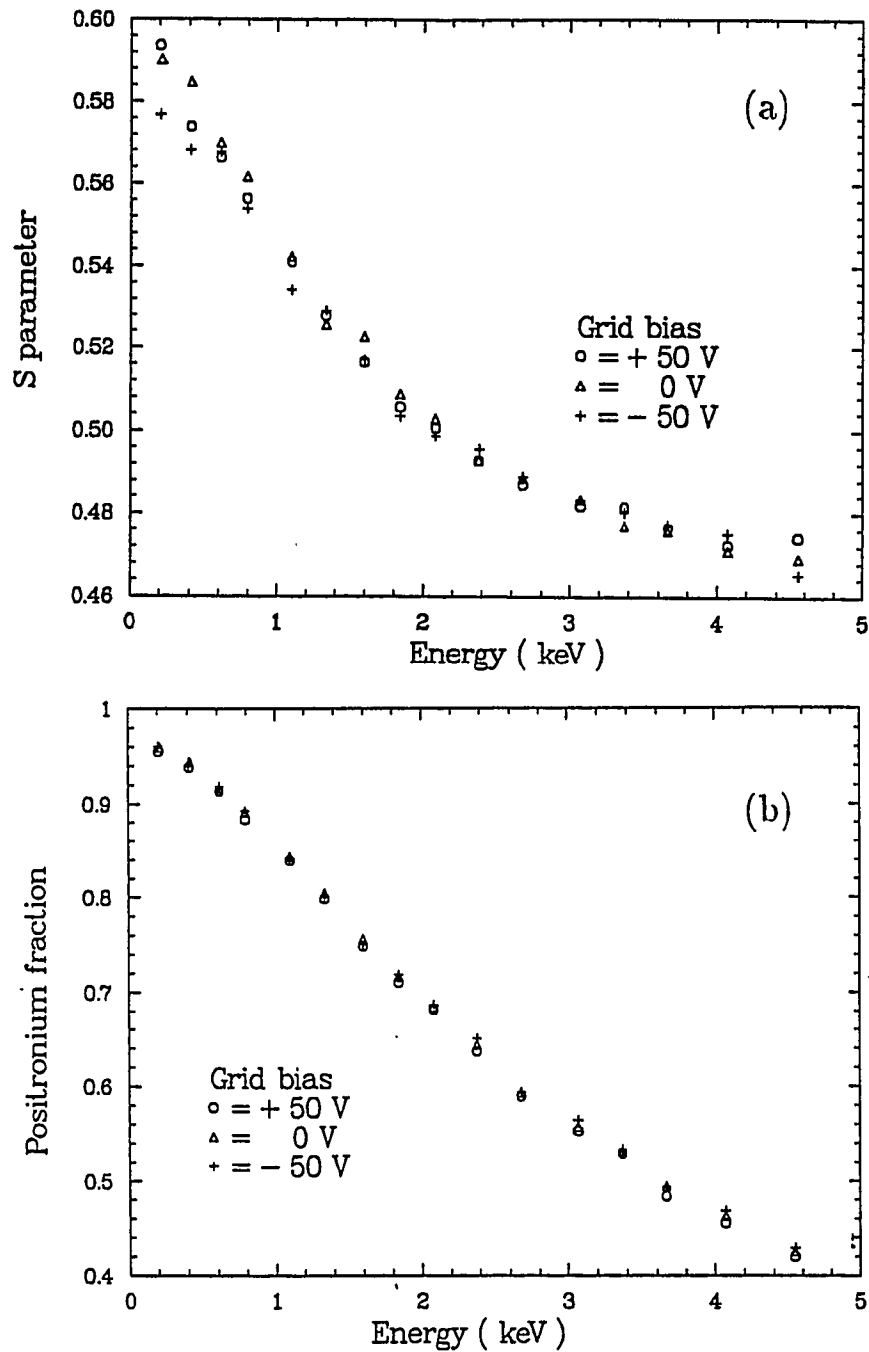 0.60
0.58
0.56
0.54
0.52
0.50
0.48
0.46
S parameter
(a)
Grid bias
o = + 50 V
△ = 0 V
+ = − 50 V
0 1 2 3 4 5
Energy ( keV )
1
0.9
0.8
0.7
0.6
0.5
0.4
Positronium fraction
(b)
Grid bias
o = + 50 V
△ = 0 V
+ = − 50 V
0 1 2 3 4 5
Energy ( keV )